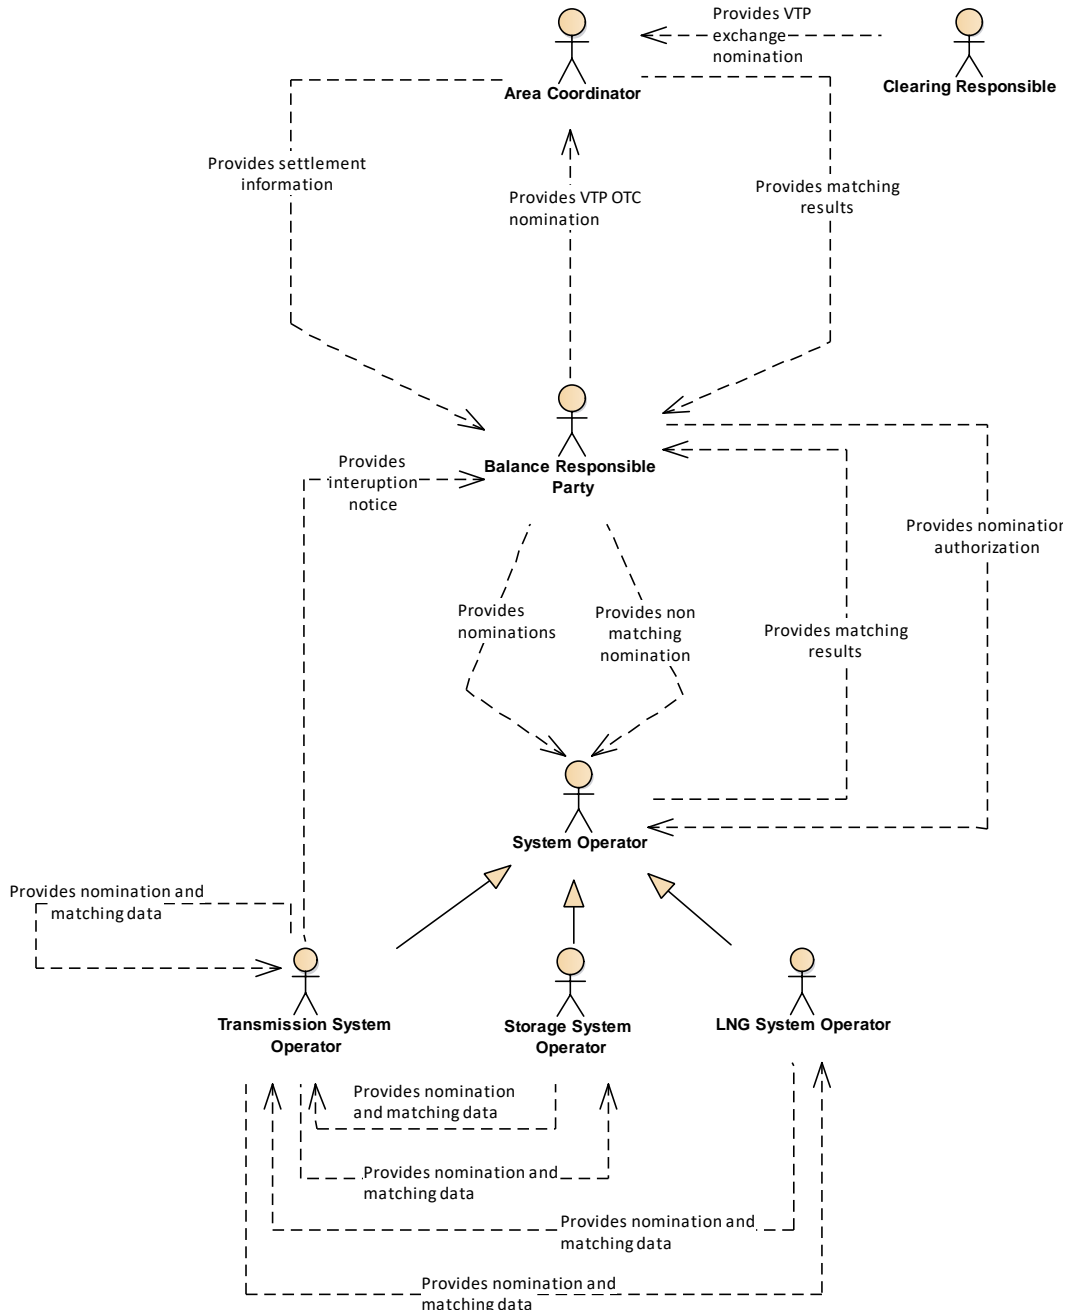 Provides VTP
exchange
nomination
Area Coordinator
Clearing Responsible
Provides settlement
information
Provides VTP OTC
nomination
Provides matching
results
Balance Responsible
Party
Provides
interuption
notice
Provides nomination
authorization
Provides
nominations
Provides non
matching
nomination
Provides matching
results
System Operator
Provides nomination and
matching data
Transmission System
Operator
Storage System
Operator
LNG System Operator
Provides nomination
and matching data
Provides nomination and
matching data
Provides nomination and
matching data
Provides nomination and
matching data